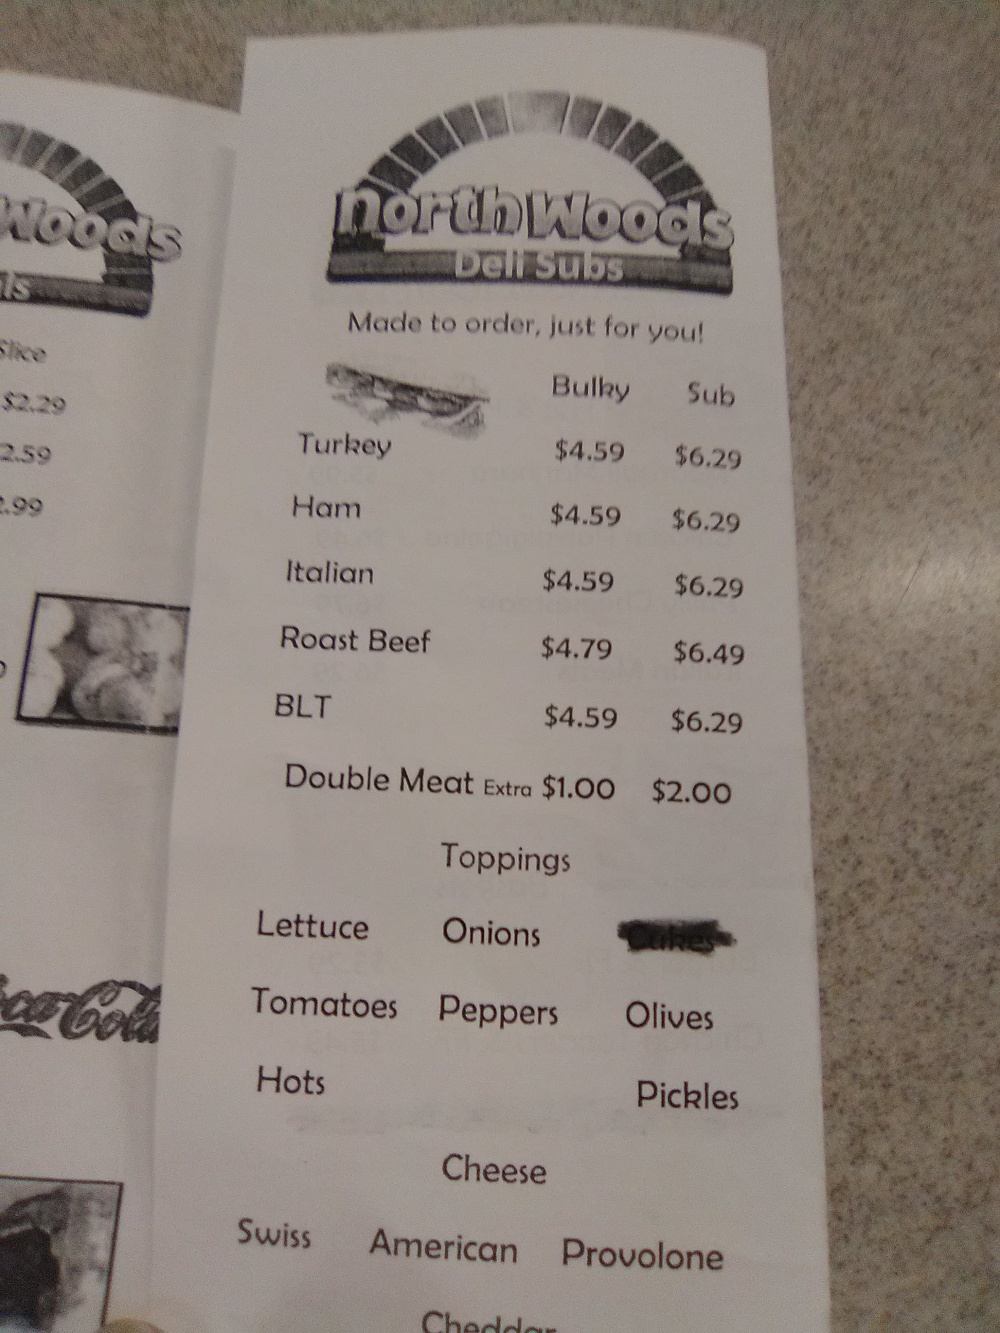 Woods
Slice
$2.29
2.59
.99
Coca-Cola
north Woods
Deli Subs
Made to order, just for you!
Bulky Sub
Turkey $4.59 $6.29
Ham $4.59 $6.29
Italian $4.59 $6.29
Roast Beef $4.79 $6.49
BLT $4.59 $6.29
Double Meat Extra $1.00 $2.00
Toppings
Lettuce Onions Cukes
Tomatoes Peppers Olives
Hots Pickles
Cheese
Swiss American Provolone
Cheddar